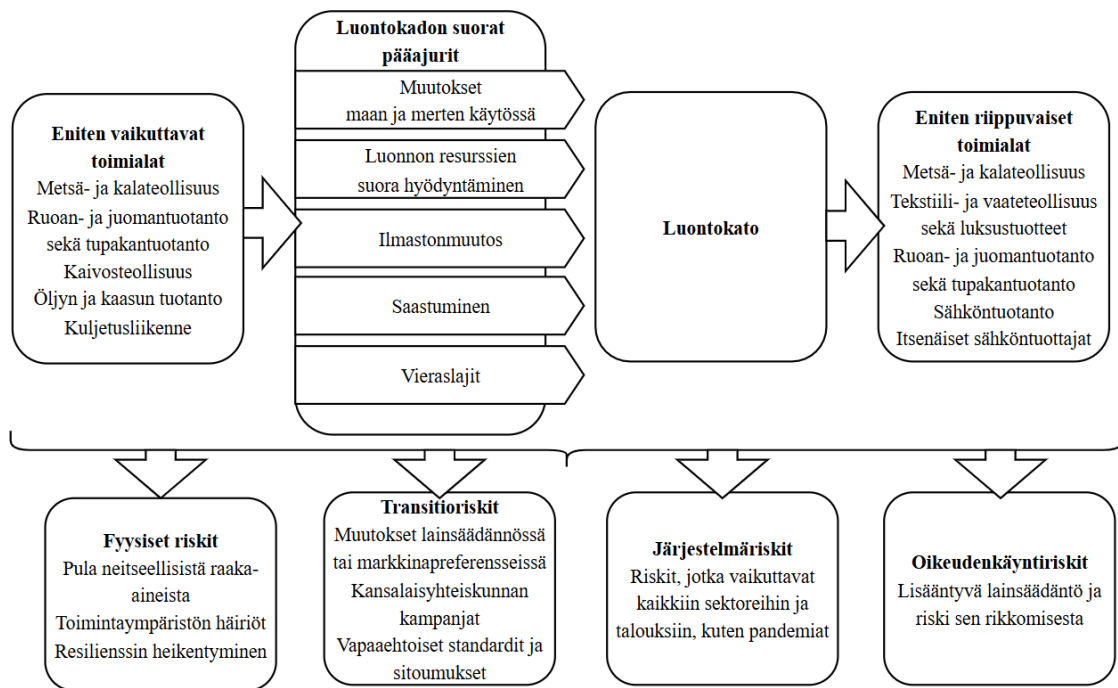 Eniten vaikuttavat
toimialat
Metsä- ja kalateollisuus
Ruoan- ja juomantuotanto
sekä tupakantuotanto
Kaivosteollisuus
Öljyn ja kaasun tuotanto
Kuljetusliikenne
Luontokadon suorat
pääajurit
Muutokset
maan ja merten käytössä
Luonnon resurssien
suora hyödyntäminen
Ilmastonmuutos
Saastuminen
Vieraslajit
Luontokato
Eniten riippuvaiset
toimialat
Metsä- ja kalateollisuus
Tekstiili- ja vaateteollisuus
sekä luksustuotteet
Ruoan- ja juomantuotanto
sekä tupakantuotanto
Sähköntuotanto
Itsenäiset sähköntuottajat
Fyysiset riskit
Pula neitseellisistä raaka-
aineista
Toimintaympäristön häiriöt
Resilienssin heikentyminen
Transitioriskit
Muutokset lainsäädännössä
tai markkinapreferensseissä
Kansalaisyhteiskunnan
kampanjat
Vapaaehtoiset standardit ja
sitoumukset
Järjestelmäriskit
Riskit, jotka vaikuttavat
kaikkiin sektoreihin ja
talouksiin, kuten pandemiat
Oikeudenkäyntiriskit
Lisääntyvä lainsäädäntö ja
riski sen rikkomisesta